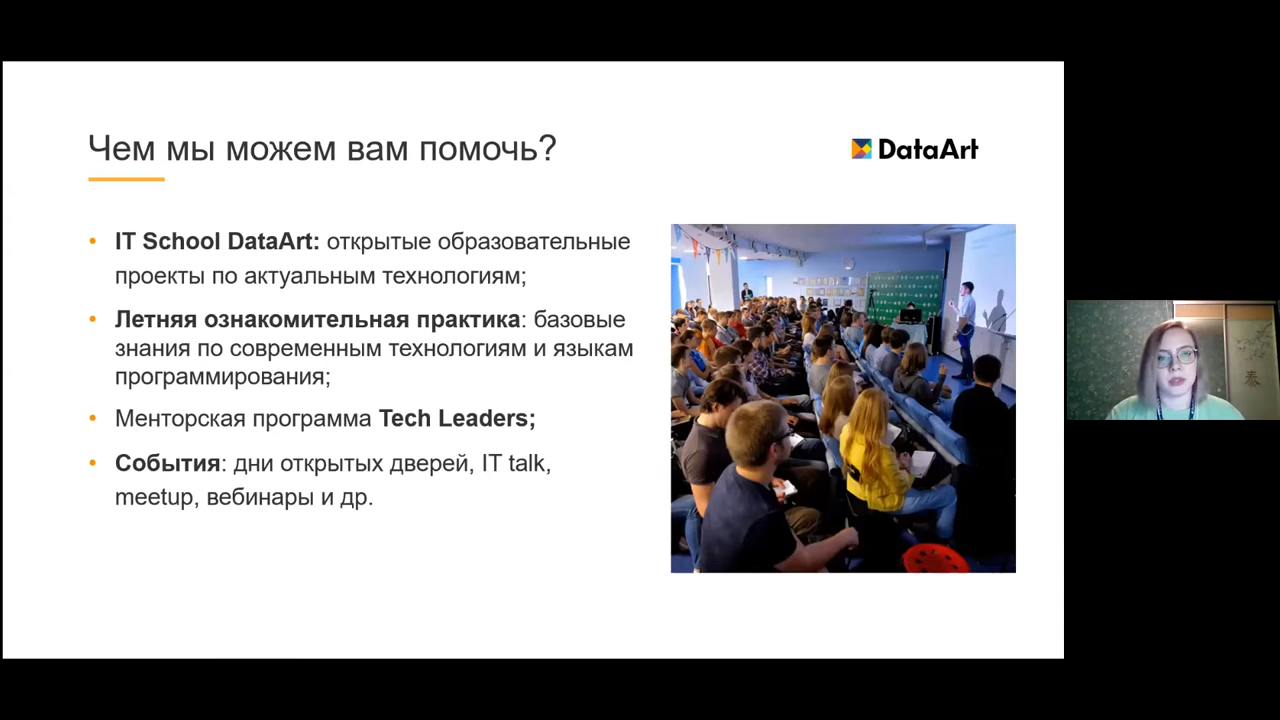 Чем мы можем вам помочь?
DataArt
• IT School DataArt: открытые образовательные
проекты по актуальным технологиям;
• Летняя ознакомительная практика: базовые
знания по современным технологиям и языкам
программирования;
• Менторская программа Tech Leaders;
• События: дни открытых дверей, IT talk,
meetup, вебинары и др.
春